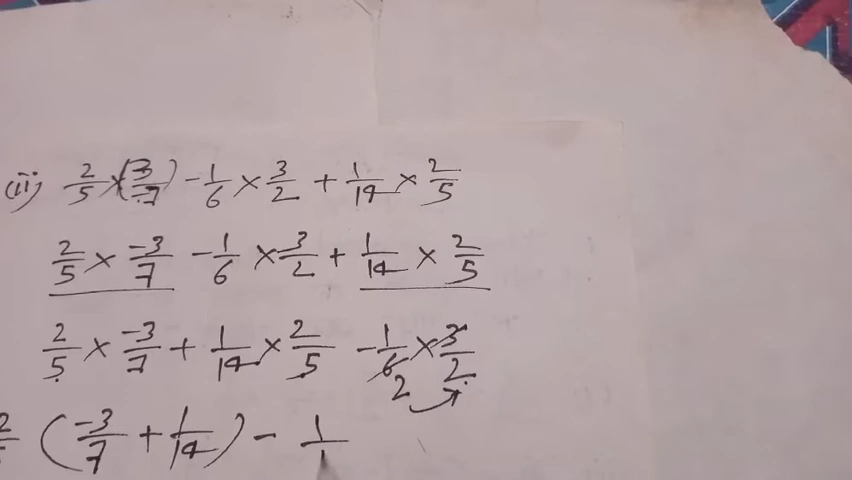 (iii) 2/5 × (3/-7) - 1/6 × 3/2 + 1/14 × 2/5
2/5 × -3/7 - 1/6 × 3/2 + 1/14 × 2/5
2/5 × -3/7 + 1/14 × 2/5 - 1/6 × 3/2
2
(-3/7 + 1/14) - 1